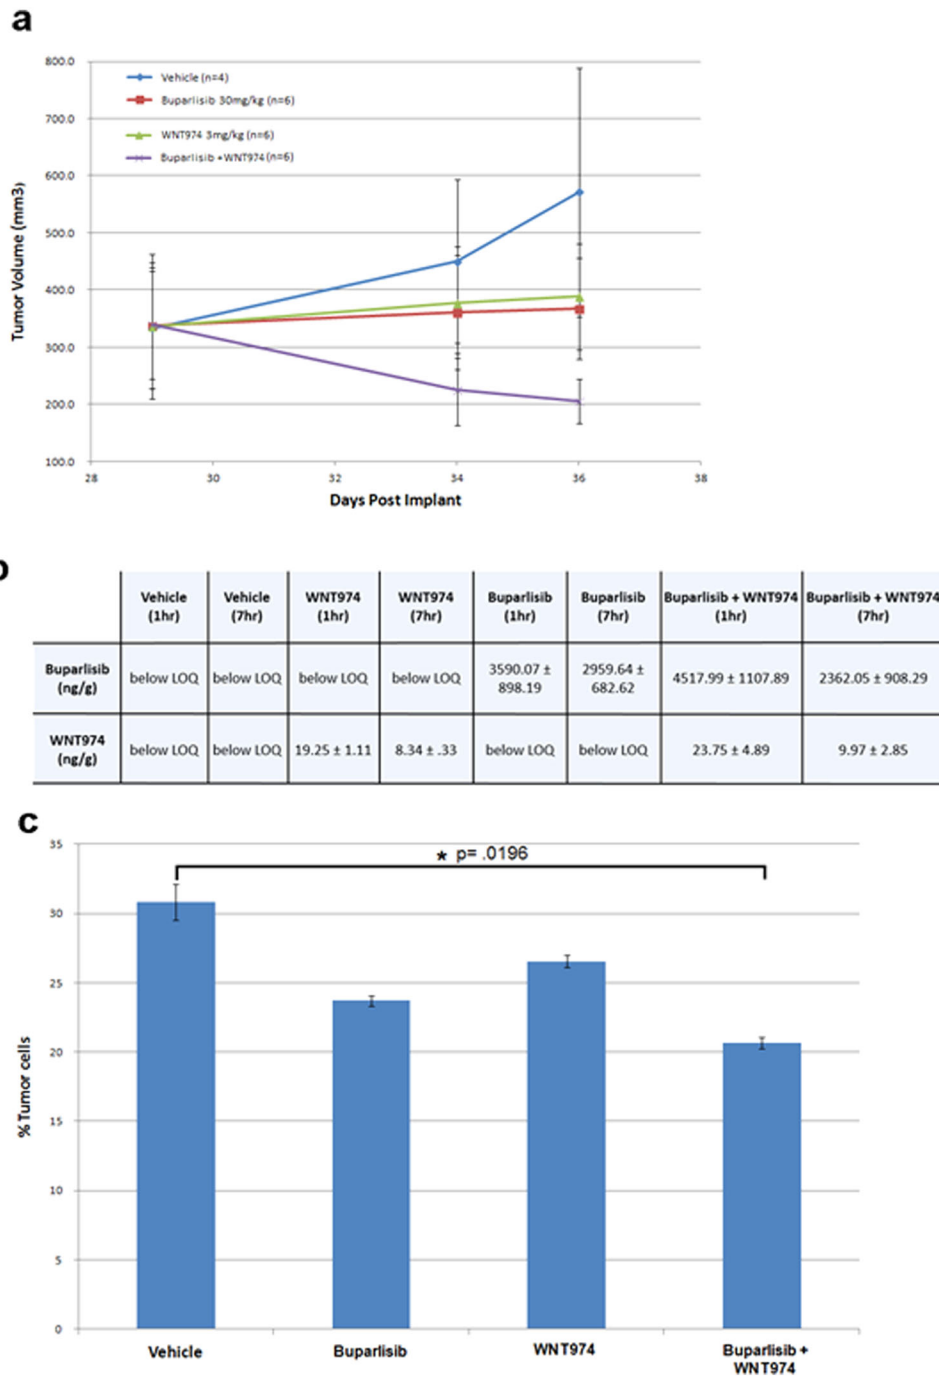 a
800.0
700.0
600.0
500.0
400.0
300.0
200.0
100.0
Tumor Volume (mm3)
Vehicle (n=4)
Buparlisib 30mg/kg (n=6)
WNT974 3mg/kg (n=6)
Buparlisib + WNT974 (n=6)
28 30 32 34 36 38
Days Post Implant
Vehicle (1hr)
Vehicle (7hr)
WNT974 (1hr)
WNT974 (7hr)
Buparlisib (1hr)
Buparlisib (7hr)
Buparlisib + WNT974 (1hr)
Buparlisib + WNT974 (7hr)
Buparlisib (ng/g)
below LOQ
below LOQ
below LOQ
below LOQ
3590.07 ± 898.19
2959.64 ± 682.62
4517.99 ± 1107.89
2362.05 ± 908.29
WNT974 (ng/g)
below LOQ
below LOQ
19.25 ± 1.11
8.34 ± .33
below LOQ
below LOQ
23.75 ± 4.89
9.97 ± 2.85
c
35
30
25
20
15
10
5
0
% Tumor cells
* p= .0196
Vehicle
Buparlisib
WNT974
Buparlisib +
WNT974